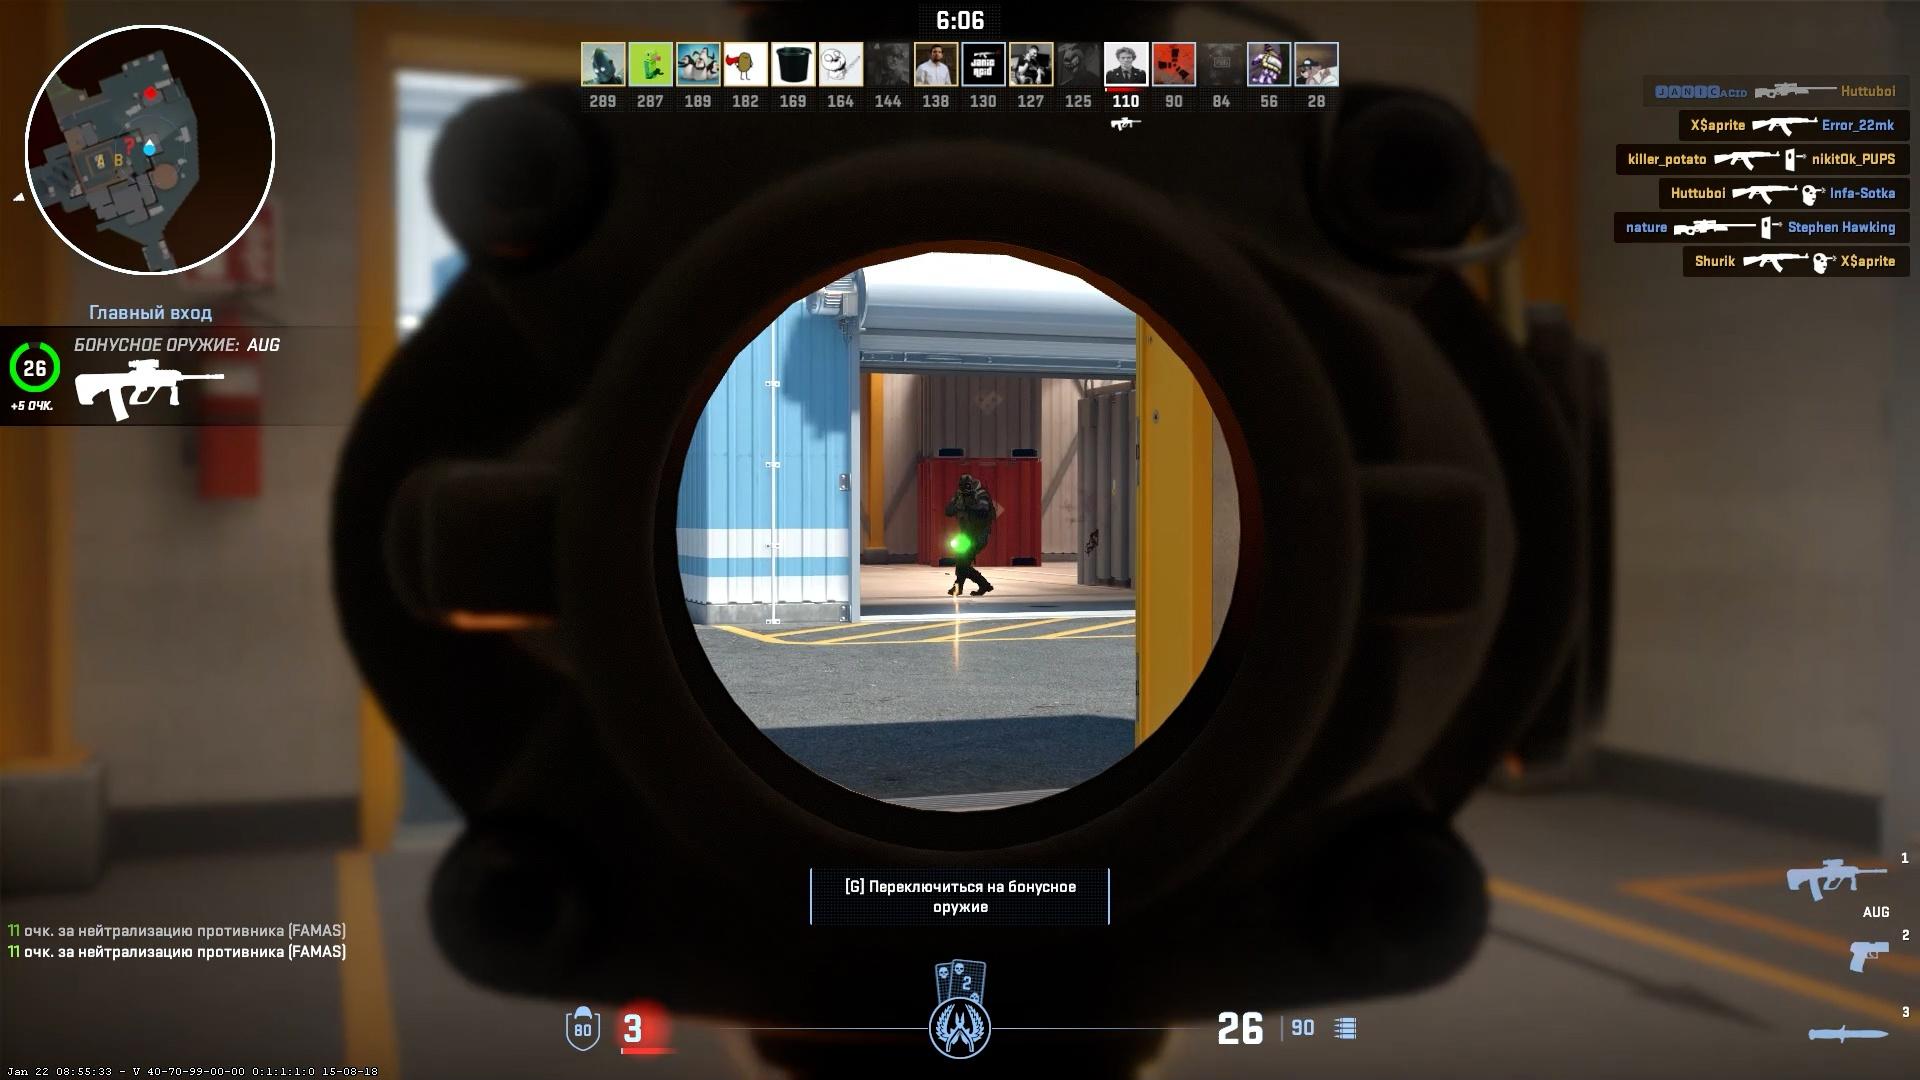 6:06
JANIC ACID
289 287 189 182 169 164 144 138 130 127 125 110 90 84 56 28
JANICACID Huttuboi
X$aprite Error_22mk
killer_potato nikitOk_PUPS
Huttuboi Infa-Sotka
nature Stephen Hawking
Shurik X$aprite
A B ?
Главный вход
БОНУСНОЕ ОРУЖИЕ: AUG
26
+5 ОЧК.
[G] Переключиться на бонусное
оружие
1
AUG
2
3
11 очк. за нейтрализацию противника (FAMAS)
11 очк. за нейтрализацию противника (FAMAS)
2
80 3
26 90
Jan 22 08:55:33 - V 40-70-99-00-00 0:1:1:1:0 15-08-18